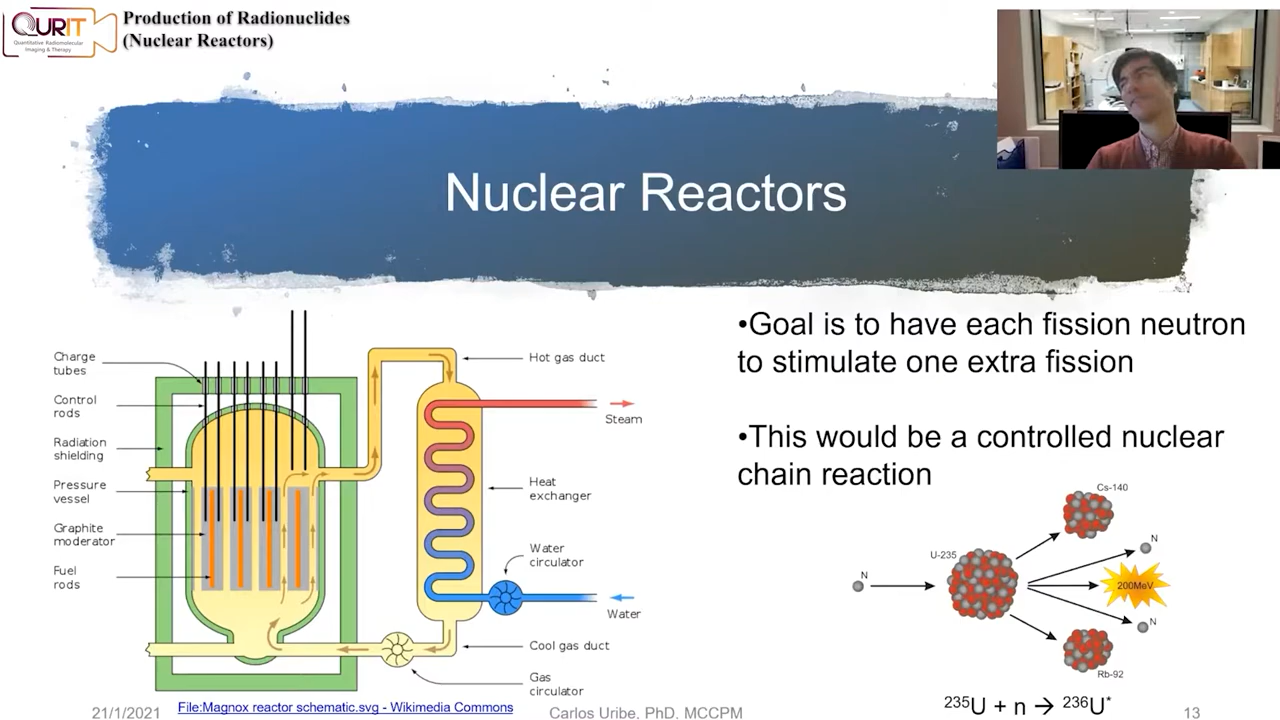 QURIT
Quantitative Radiomolecular
Imaging & Therapy
Production of Radionuclides
(Nuclear Reactors)
Nuclear Reactors
Charge
tubes
Control
rods
Radiation
shielding
Pressure
vessel
Graphite
moderator
Fuel
rods
Hot gas duct
Steam
Heat
exchanger
Water
circulator
Water
Cool gas duct
Gas
circulator
•Goal is to have each fission neutron
to stimulate one extra fission
•This would be a controlled nuclear
chain reaction
Cs-140
U-235
N
N
200MeV
N
Rb-92
²³⁵U + n → ²³⁶U*
21/1/2021
File:Magnox reactor schematic.svg - Wikimedia Commons
Carlos Uribe, PhD, MCCPM
13